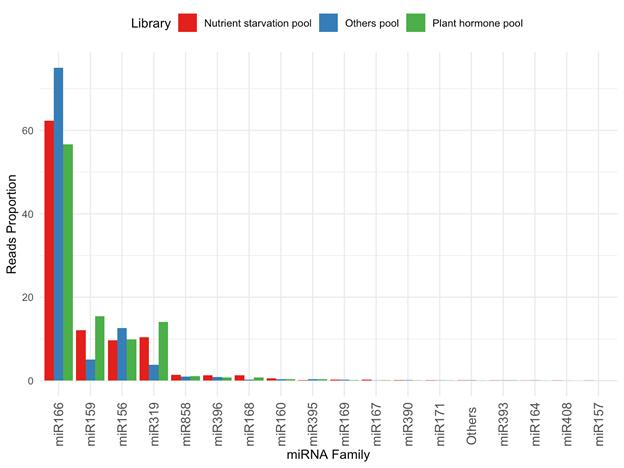 Library Nutrient starvation pool Others pool Plant hormone pool
Reads Proportion
60
40
20
0
miR166 miR159 miR156 miR319 miR858 miR396 miR168 miR160 miR395 miR169 miR167 miR390 miR171 Others miR393 miR164 miR408 miR157
miRNA Family